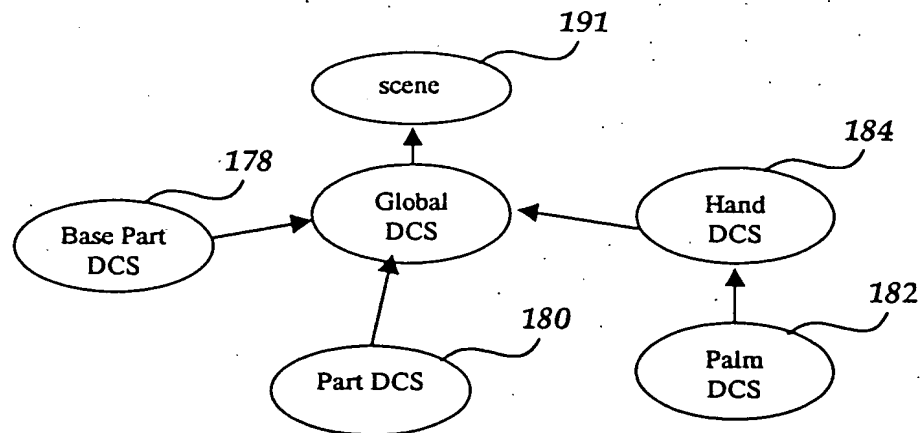 191
scene
184
178
Global
DCS
Hand
DCS
Base Part
DCS
182
180
Part DCS
Palm
DCS